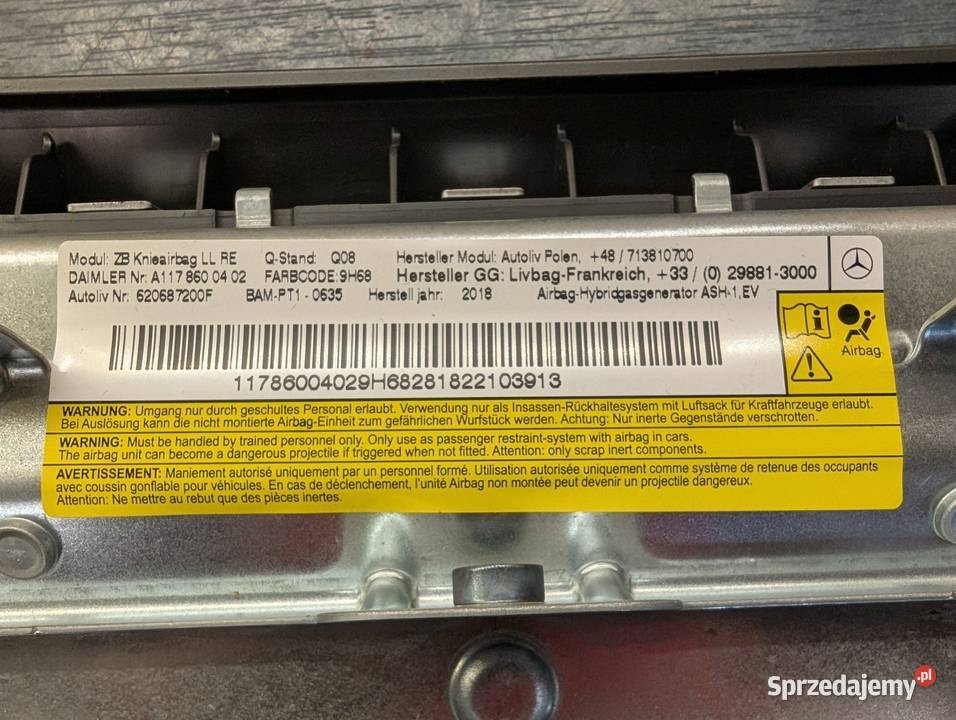 Modul: ZB Knieairbag LL RE Q-Stand: Q08 Hersteller Modul: Autoliv Polen, +48 / 713810700
DAIMLER Nr: A117 860 04 02 FARBCODE: 9H68 Hersteller GG: Livbag-Frankreich, +33 / (0) 29881-3000
Autoliv Nr: 620687200F BAM-PT1 - 0635 Herstell jahr: 2018 Airbag-Hybridgasgenerator ASH-1,EV
Airbag
11786004029H68281822103913
WARNUNG: Umgang nur durch geschultes Personal erlaubt. Verwendung nur als Insassen-Rückhaltesystem mit Luftsack für Kraftfahrzeuge erlaubt.
Bei Auslösung kann die nicht montierte Airbag-Einheit zum gefährlichen Wurfstück werden. Achtung: Nur inerte Gegenstände verschrotten.
WARNING: Must be handled by trained personnel only. Only use as passenger restraint-system with airbag in cars.
The airbag unit can become a dangerous projectile if triggered when not fitted. Attention: only scrap inert components.
AVERTISSEMENT: Maniement autorisé uniquement par un personnel formé. Utilisation autorisée uniquement comme système de retenue des occupants
avec coussin gonflable pour véhicules. En cas de déclenchement, l'unité Airbag non montée peut devenir un projectile dangereux.
Attention: Ne mettre au rebut que des pièces inertes.
Sprzedajemy.pl